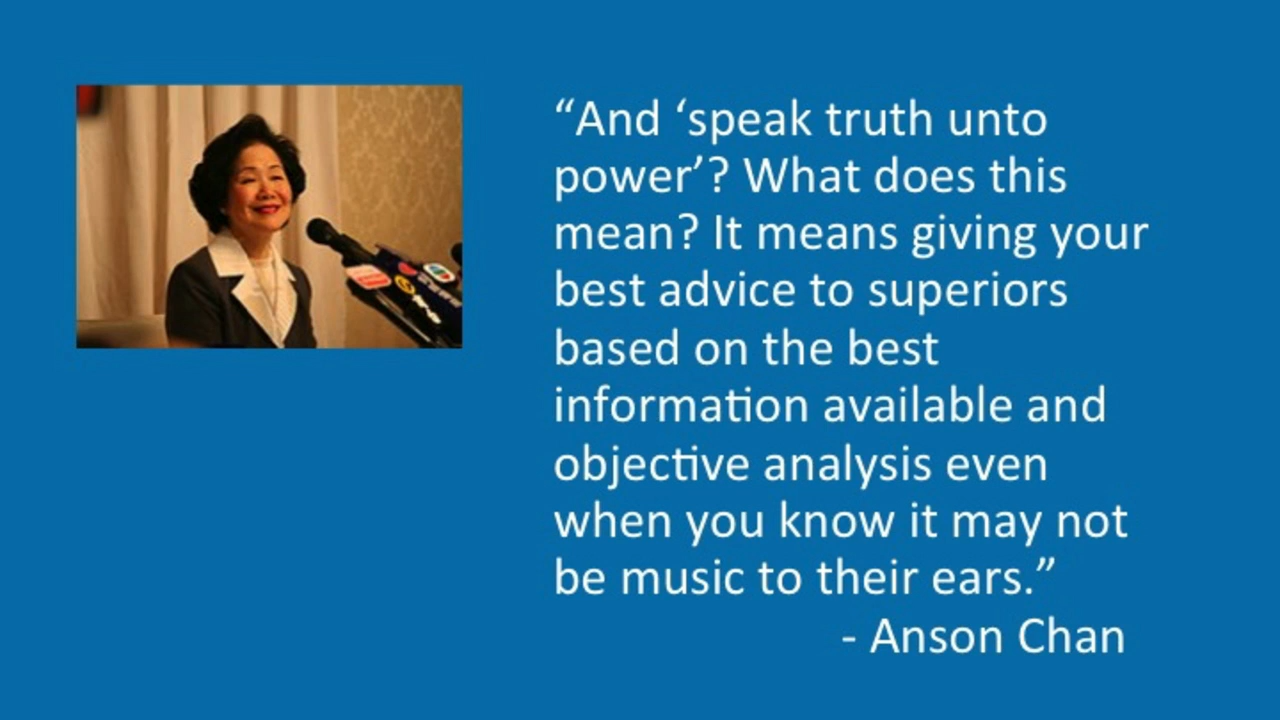 “And ‘speak truth unto
power’? What does this
mean? It means giving your
best advice to superiors
based on the best
information available and
objective analysis even
when you know it may not
be music to their ears.”
- Anson Chan